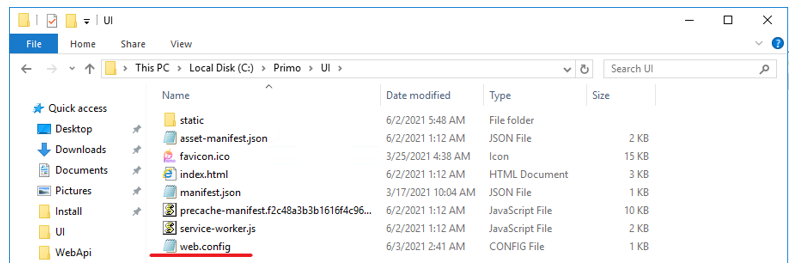 UI
File Home Share View
This PC > Local Disk (C:) > Primo > UI > Search UI
Name Date modified Type Size
Quick access
Desktop
Downloads
Documents
Pictures
Install
UI
WebApi
static 6/2/2021 5:48 AM File folder
asset-manifest.json 6/2/2021 1:12 AM JSON File 2 KB
favicon.ico 3/25/2021 4:38 AM Icon 15 KB
index.html 6/2/2021 1:12 AM HTML Document 3 KB
manifest.json 3/17/2021 10:04 AM JSON File 1 KB
precache-manifest.f2c48a3b3b1616f4c96... 6/2/2021 1:12 AM JavaScript File 10 KB
service-worker.js 6/2/2021 1:12 AM JavaScript File 2 KB
web.config 6/3/2021 2:41 AM CONFIG File 1 KB